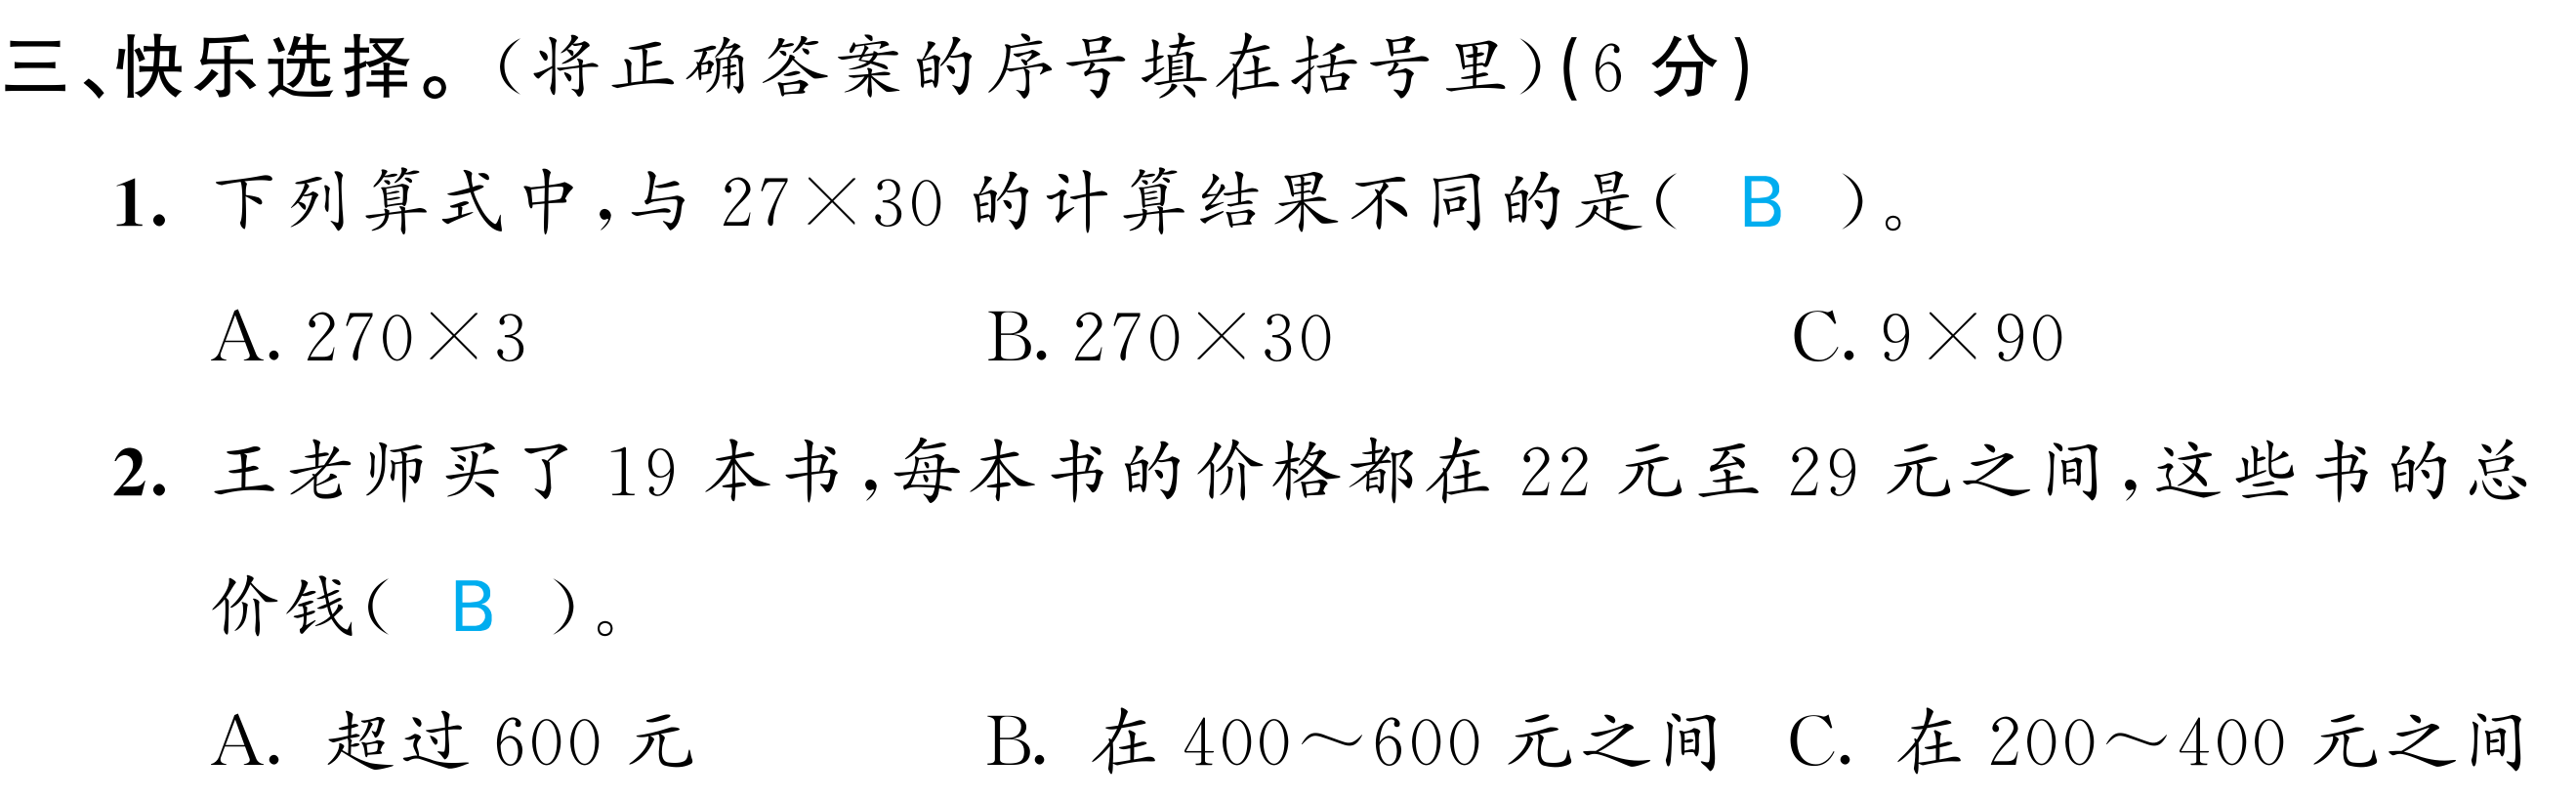 三、快乐选择。(将正确答案的序号填在括号里)(6 分)
1. 下列算式中,与 27×30 的计算结果不同的是( B )。
A. 270×3 B. 270×30 C. 9×90
2. 王老师买了 19 本书,每本书的价格都在 22 元至 29 元之间,这些书的总
价钱( B )。
A. 超过 600 元 B. 在 400～600 元之间 C. 在 200～400 元之间